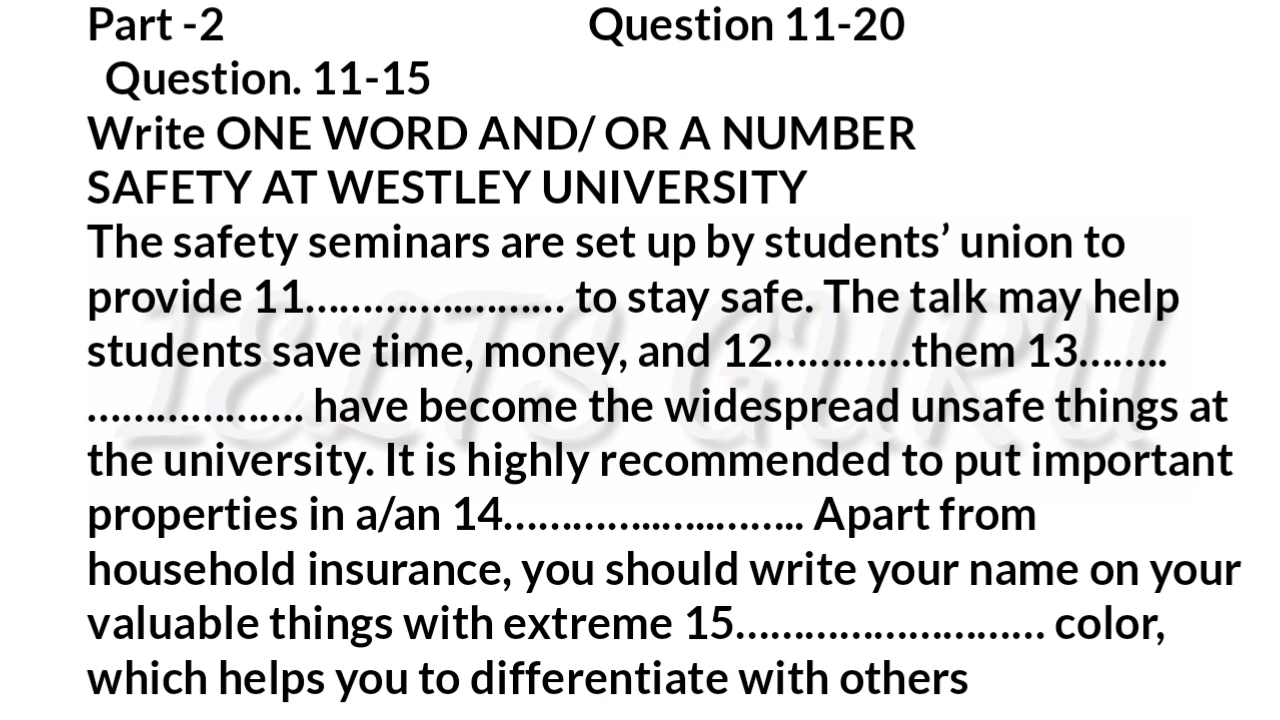 Part -2 Question 11-20
Question. 11-15
Write ONE WORD AND/ OR A NUMBER
SAFETY AT WESTLEY UNIVERSITY
The safety seminars are set up by students’ union to
provide 11.......................... to stay safe. The talk may help
students save time, money, and 12............them 13........
................... have become the widespread unsafe things at
the university. It is highly recommended to put important
properties in a/an 14........................... Apart from
household insurance, you should write your name on your
valuable things with extreme 15........................... color,
which helps you to differentiate with others
IELTS GURU